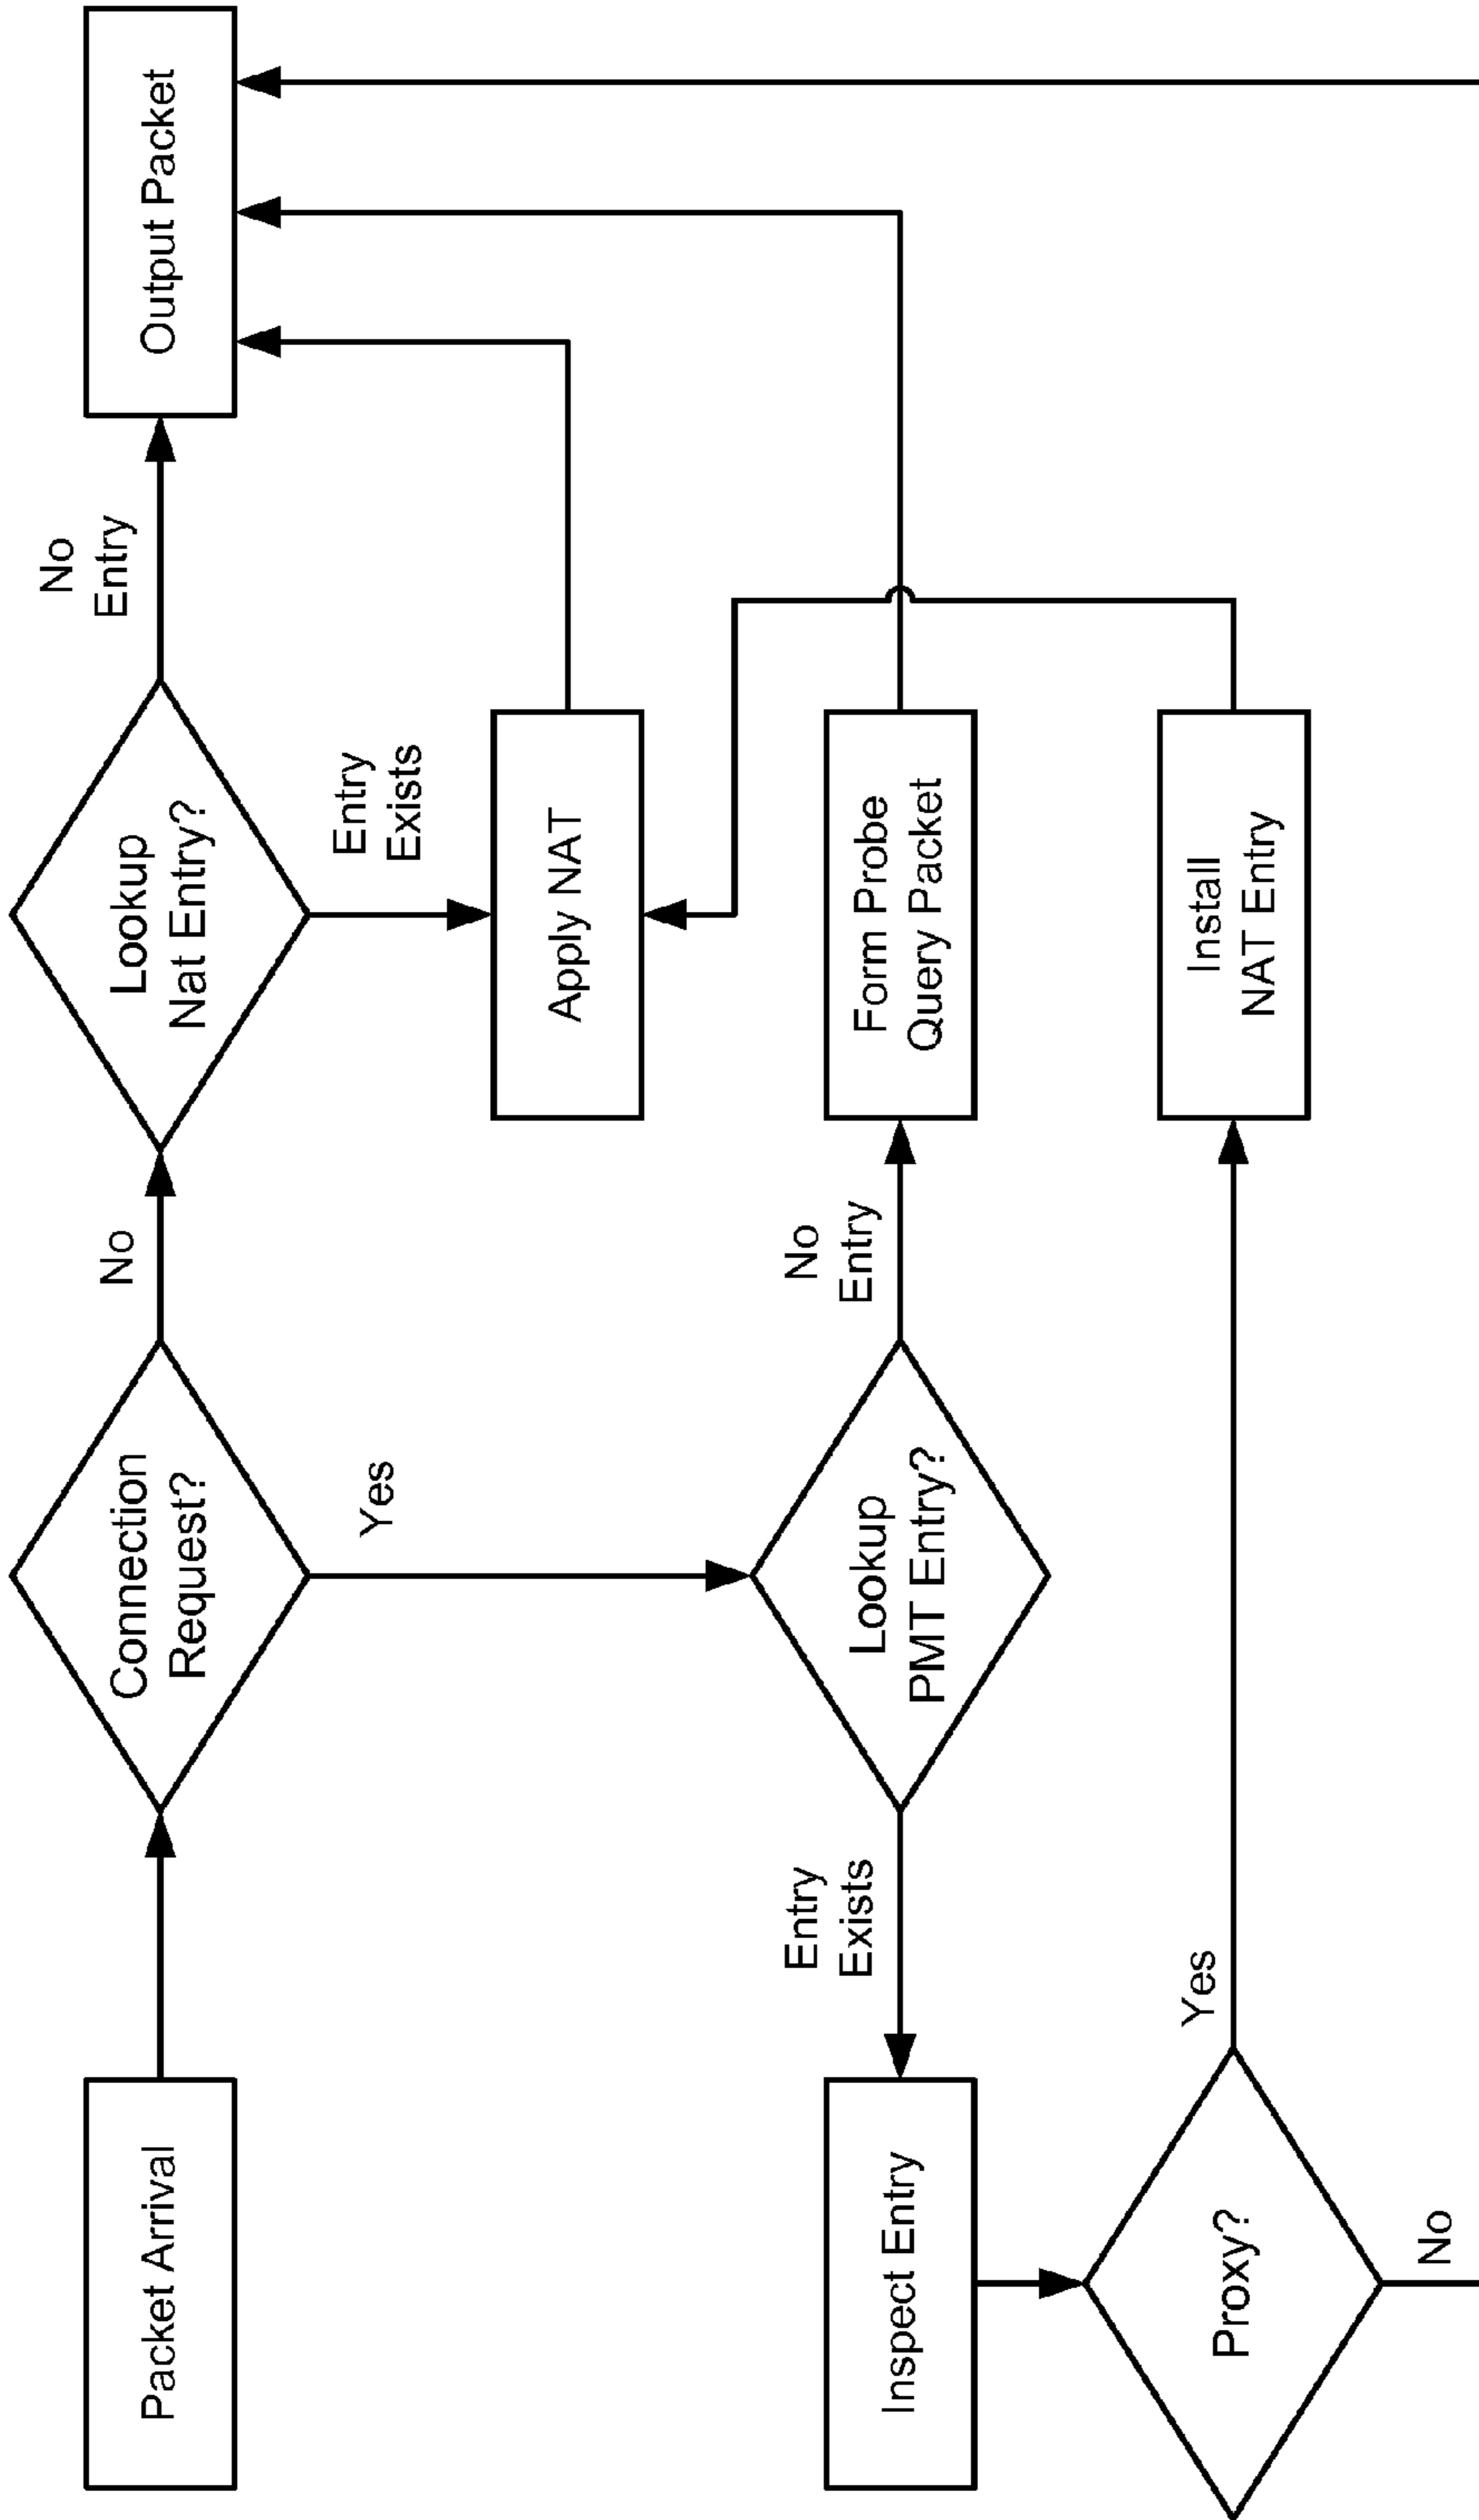 Packet Arrival
Connection
Request?
No
Lookup
Nat Entry?
No
Entry
Output Packet
Yes
Entry
Exists
Apply NAT
Entry
Exists
Lookup
PMT Entry?
No
Entry
Form Probe
Query Packet
Inspect Entry
Proxy?
Yes
Install
NAT Entry
No